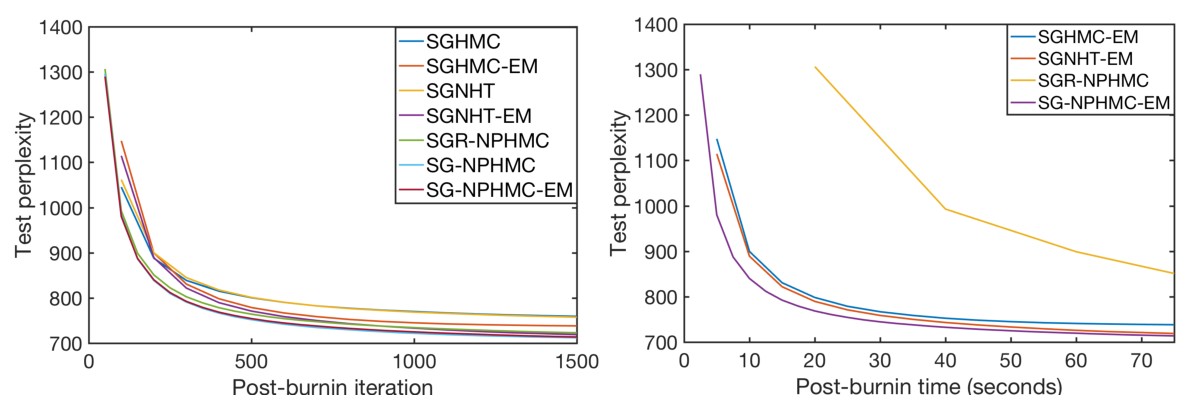 1400
1300
1200
1100
1000
900
800
700
Test perplexity
0
500
1000
1500
Post-burnin iteration
SGHMC
SGHMC-EM
SGNHT
SGNHT-EM
SGR-NPHMC
SG-NPHMC
SG-NPHMC-EM
1400
1300
1200
1100
1000
900
800
700
Test perplexity
0
10
20
30
40
50
60
70
Post-burnin time (seconds)
SGHMC-EM
SGNHT-EM
SGR-NPHMC
SG-NPHMC-EM